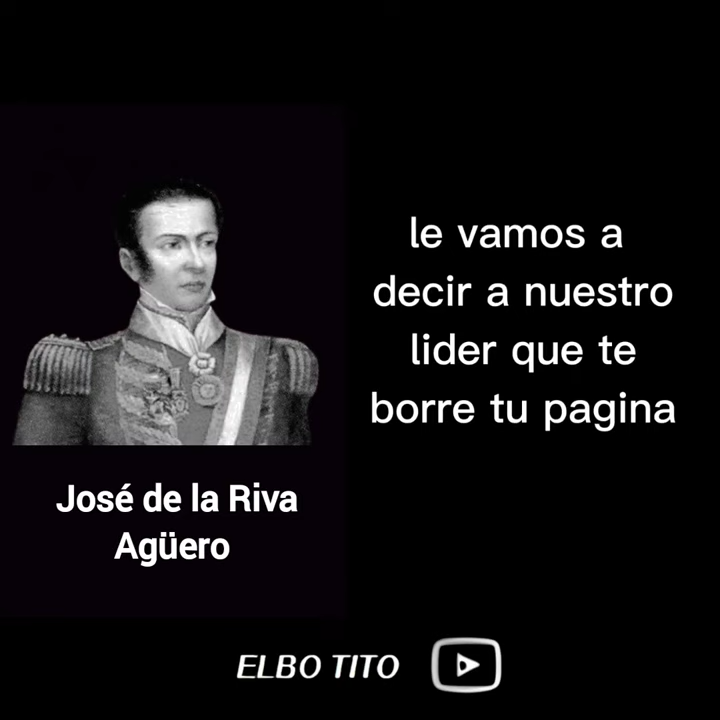 le vamos a
decir a nuestro
lider que te
borre tu pagina
José de la Riva
Agüero
ELBO TITO